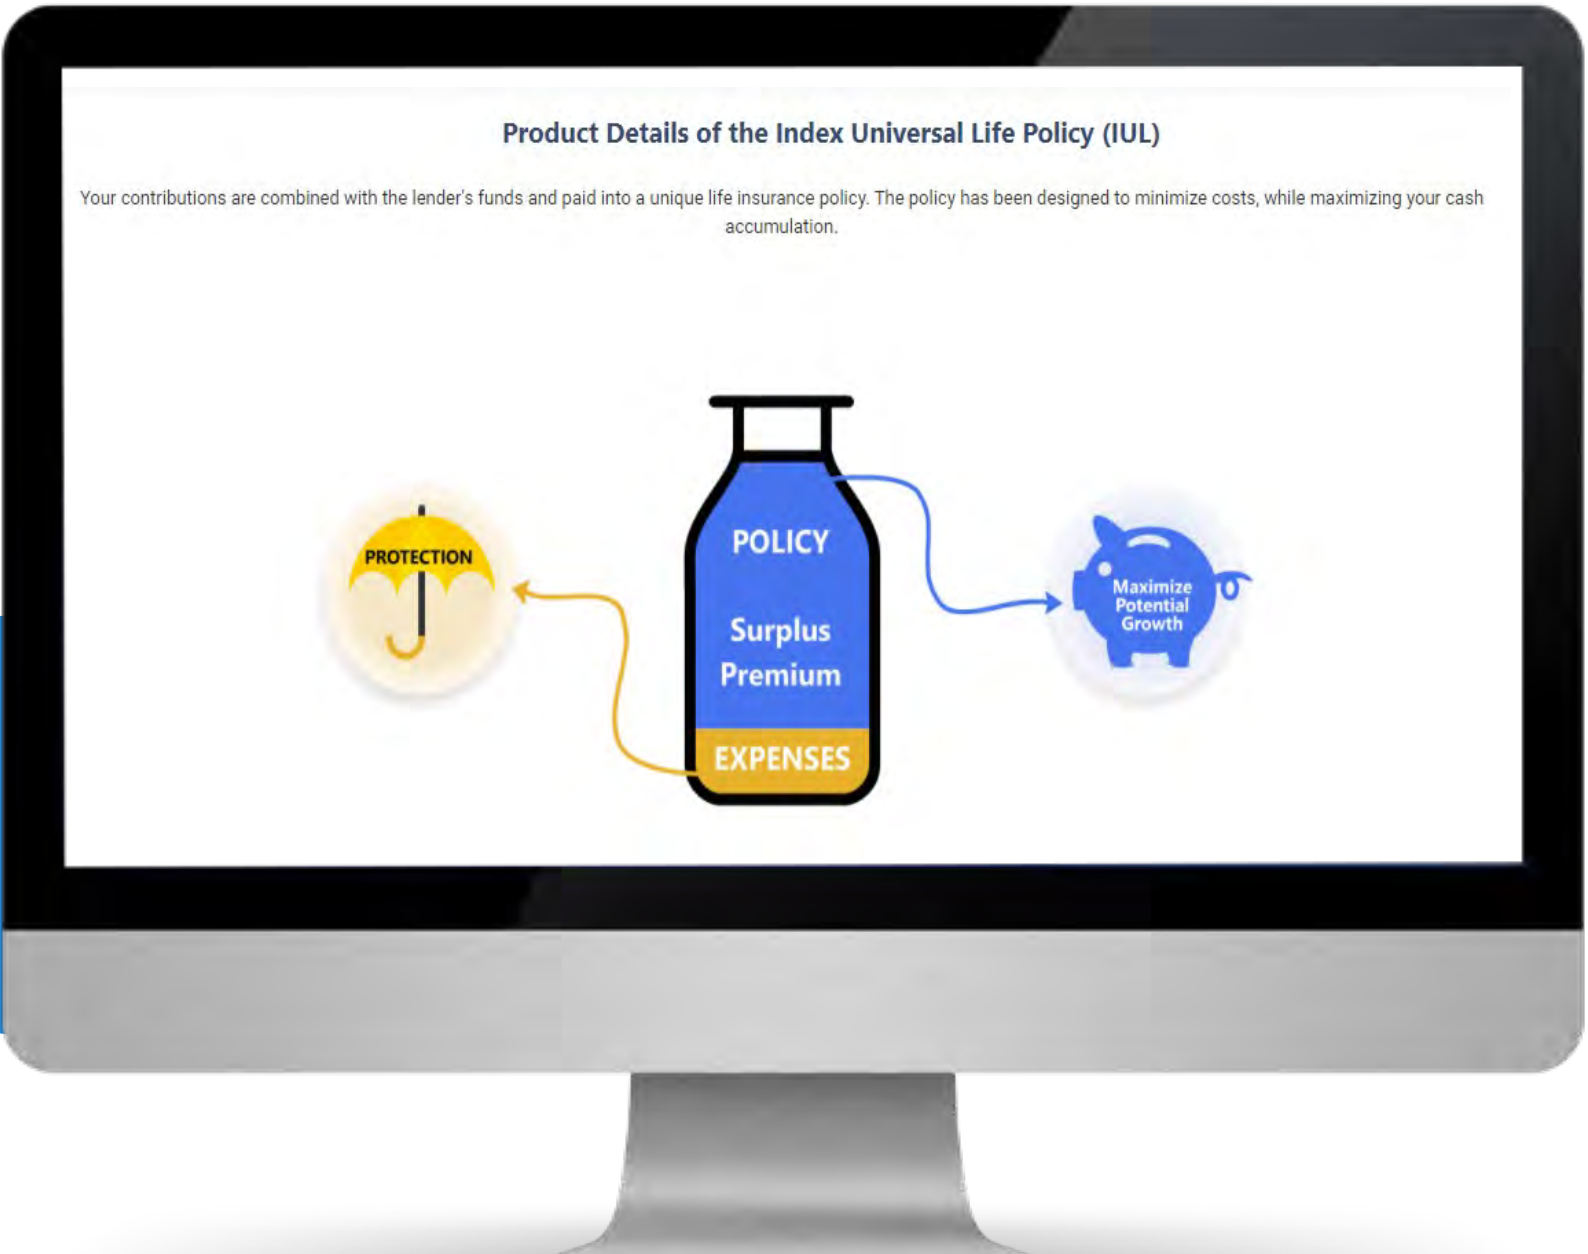 Product Details of the Index Universal Life Policy (IUL)
Your contributions are combined with the lender's funds and paid into a unique life insurance policy. The policy has been designed to minimize costs, while maximizing your cash
accumulation.
POLICY
PROTECTION
Maximize
Potential
Growth
Surplus
Premium
EXPENSES